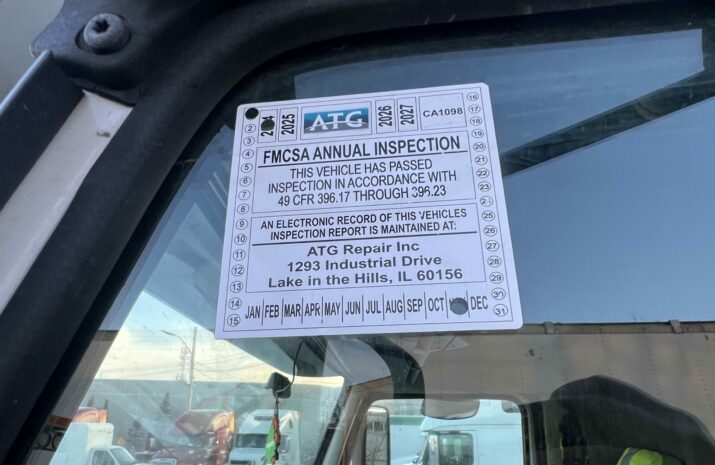 2025 ATG 2026 2027 CA1098
FMCSA ANNUAL INSPECTION
THIS VEHICLE HAS PASSED
INSPECTION IN ACCORDANCE WITH
49 CFR 396.17 THROUGH 396.23
AN ELECTRONIC RECORD OF THIS VEHICLES
INSPECTION REPORT IS MAINTAINED AT:
ATG Repair Inc
1293 Industrial Drive
Lake in the Hills, IL 60156
JAN FEB MAR APR MAY JUN JUL AUG SEP OCT DEC
2
3
4
5
6
7
8
9
10
11
12
13
14
15
16
17
18
19
20
21
22
23
25
26
27
28
29
30
31